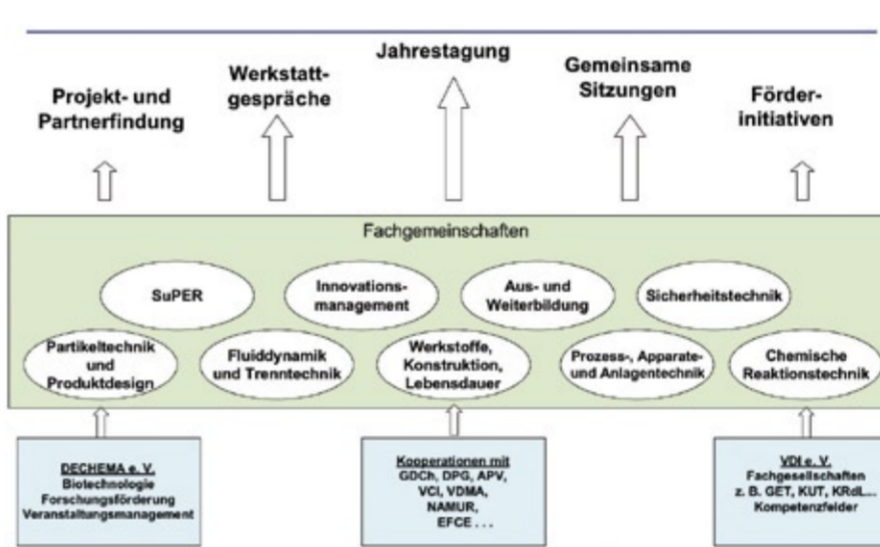 Projekt- und
Partnerfindung
Werkstatt-
gespräche
Jahrestagung
Gemeinsame
Sitzungen
Förder-
initiativen
Fachgemeinschaften
SuPER
Innovations-
management
Aus- und
Weiterbildung
Sicherheitstechnik
Partikeltechnik
und
Produktdesign
Fluiddynamik
und Trenntechnik
Werkstoffe,
Konstruktion,
Lebensdauer
Prozess-, Apparate-
und Anlagentechnik
Chemische
Reaktionstechnik
DECHEMA e. V.
Biotechnologie
Forschungsförderung
Veranstaltungsmanagement
Kooperationen mit
GDCh, DPG, APV,
VCI, VDMA,
NAMUR,
EFCE . . .
VDI e. V.
Fachgesellschaften
z. B. GET, KUT, KRdL...
Kompetenzfelder